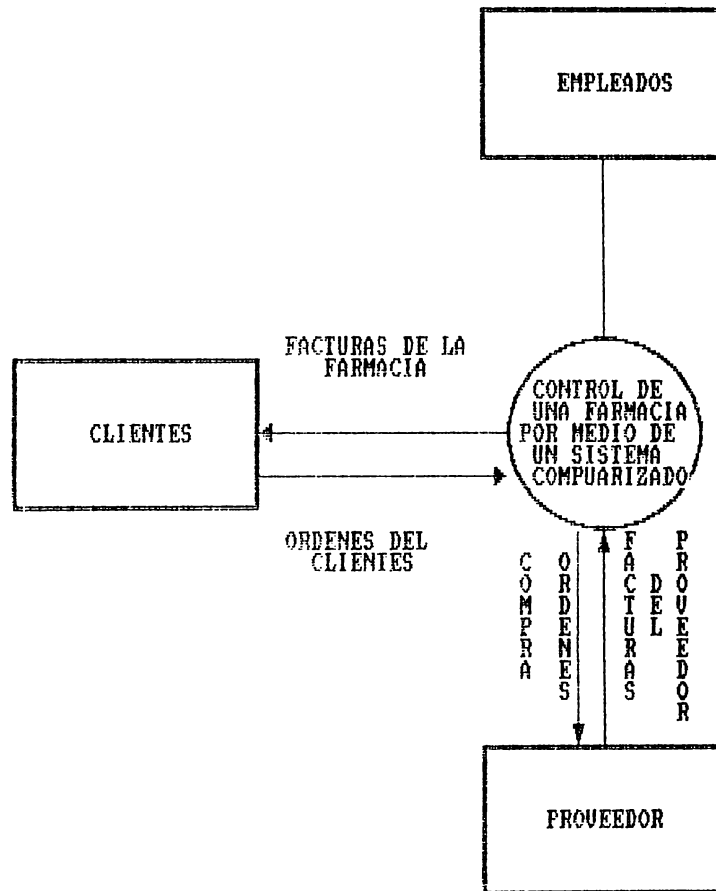 EMPLEADOS
FACTURAS DE LA
FARMACIA
CLIENTES
CONTROL DE
UNA FARMACIA
POR MEDIO DE
UN SISTEMA
COMPUARIZADO
ORDENES DEL
CLIENTES
COMPRA
ORDENES
FACTURAS
DEL
PROVEEDOR
PROVEEDOR